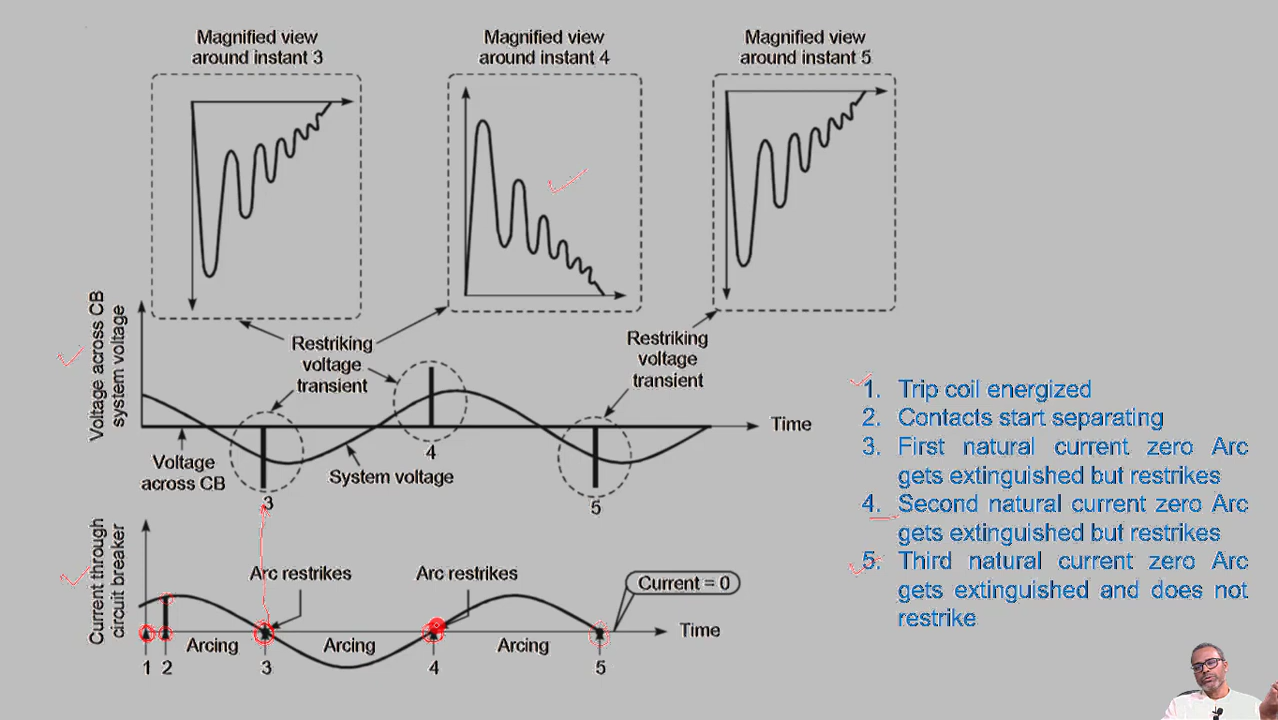 Magnified view
around instant 3
Magnified view
around instant 4
Magnified view
around instant 5
Voltage across CB
system voltage
Restriking
voltage
transient
Restriking
voltage
transient
Time
Voltage
across CB
System voltage
3
4
5
Current through
circuit breaker
Arc restrikes
Arc restrikes
Current = 0
Time
Arcing
Arcing
Arcing
1
2
3
4
5
1. Trip coil energized
2. Contacts start separating
3. First natural current zero Arc
gets extinguished but restrikes
4. Second natural current zero Arc
gets extinguished but restrikes
5. Third natural current zero Arc
gets extinguished and does not
restrike